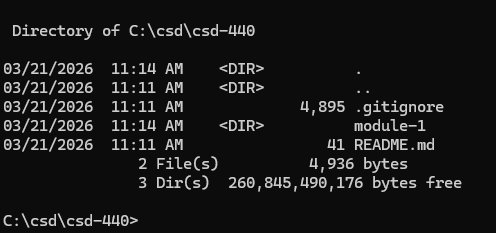 Directory of C:\csd\csd-440
03/21/2026  11:14 AM    <DIR>          .
03/21/2026  11:11 AM    <DIR>          ..
03/21/2026  11:11 AM             4,895 .gitignore
03/21/2026  11:14 AM    <DIR>          module-1
03/21/2026  11:11 AM                41 README.md
               2 File(s)          4,936 bytes
               3 Dir(s)  260,845,490,176 bytes free
C:\csd\csd-440>